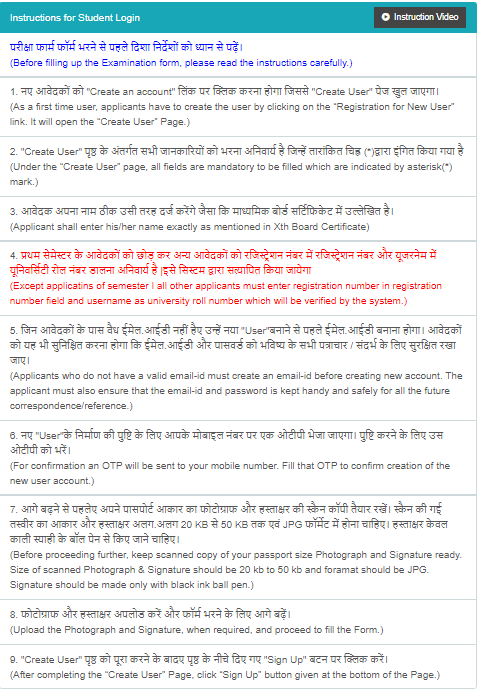 Instructions for Student Login
Instruction Video
परीक्षा फार्म फॉर्म भरने से पहले दिशा निर्देशों को ध्यान से पढ़ें।
(Before filling up the Examination form, please read the instructions carefully.)
1. नए आवेदकों को "Create an account" लिंक पर क्लिक करना होगा जिससे "Create User" पेज खुल जाएगा।
(As a first time user, applicants have to create the user by clicking on the “Registration for New User”
link. It will open the “Create User” Page.)
2. "Create User" पृष्ठ के अंतर्गत सभी जानकारियों को भरना अनिवार्य है जिन्हें तारांकित चिह्न (*)द्वारा इंगित किया गया है
(Under the “Create User” page, all fields are mandatory to be filled which are indicated by asterisk(*)
mark.)
3. आवेदक अपना नाम ठीक उसी तरह दर्ज करेंगे जैसा कि माध्यमिक बोर्ड सर्टिफिकेट में उल्लेखित है।
(Applicant shall enter his/her name exactly as mentioned in Xth Board Certificate)
4. प्रथम सेमेस्टर के आवेदकों को छोड़ कर अन्य आवेदकों को रजिस्ट्रेशान नंबर में रजिस्ट्रेशान नंबर और यूजरनेम में
यूनिवर्सिटी रोल नंबर डालना अनिवार्य है |इसे सिस्टम द्वारा सत्यापित किया जायेगा
(Except applicatins of semester I all other applicants must enter registration number in registration
number field and username as university roll number which will be verified by the system.)
5. जिन आवेदकों के पास वैध ईमेल.आईडी नहीं हैए उन्हें नया "User"बनाने से पहले ईमेल.आईडी बनाना होगा। आवेदकों
को यह भी सुनिश्चित करना होगा कि ईमेल.आईडी और पासवर्ड को भविष्य के सभी पत्राचार / संदर्भ के लिए सुरक्षित रखा
जाए।
(Applicants who do not have a valid email-id must create an email-id before creating new account. The
applicant must also ensure that the email-id and password is kept handy and safely for all the future
correspondence/reference.)
6. नए "User"के निर्माण की पुष्टि के लिए आपके मोबाइल नंबर पर एक ओटीपी भेजा जाएगा। पुष्टि करने के लिए उस
ओटीपी को भरें।
(For confirmation an OTP will be sent to your mobile number. Fill that OTP to confirm creation of the
new user account.)
7. आगे बढ़ने से पहलेए अपने पासपोर्ट आकार का फोटोग्राफ और हस्ताक्षर की स्कैन कॉपी तैयार रखें। स्कैन की गई
तस्वीर का आकार और हस्ताक्षर अलग.अलग 20 KB से 50 KB तक एवं JPG फॉर्मेट में होना चाहिए। हस्ताक्षर केवल
काली स्याही के बॉल पेन से किए जाने चाहिए।
(Before proceeding further, keep scanned copy of your passport size Photograph and Signature ready.
Size of scanned Photograph & Signature should be 20 kb to 50 kb and foramat should be JPG.
Signature should be made only with black ink ball pen.)
8. फोटोग्राफ और हस्ताक्षर अपलोड करें और फॉर्म भरने के लिए आगे बढ़ें।
(Upload the Photograph and Signature, when required, and proceed to fill the Form.)
9. "Create User" पृष्ठ को पूरा करने के बादए पृष्ठ के नीचे दिए गए "Sign Up" बटन पर क्लिक करें।
(After completing the “Create User” Page, click “Sign Up” button given at the bottom of the Page.)